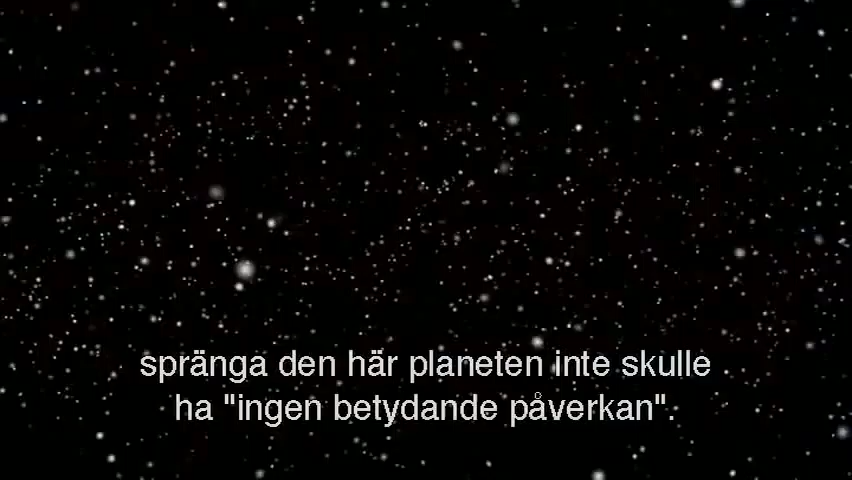 spränga den här planeten inte skulle
ha "ingen betydande påverkan".